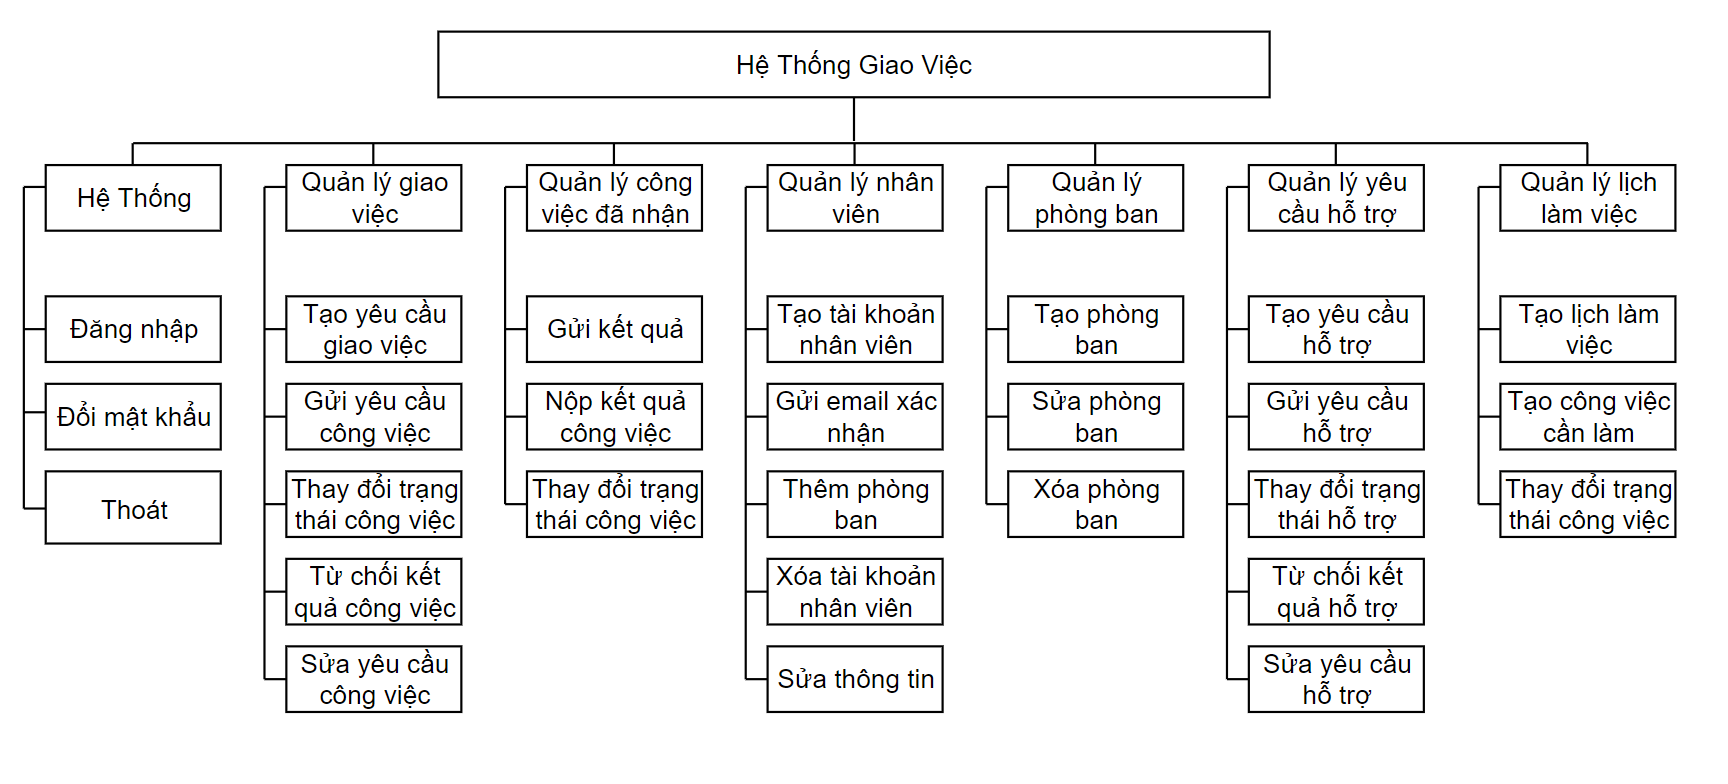 Hệ Thống Giao Việc
Hệ Thống
Đăng nhập
Đổi mật khẩu
Thoát
Quản lý giao
việc
Tạo yêu cầu
giao việc
Gửi yêu cầu
công việc
Thay đổi trạng
thái công việc
Từ chối kết
quả công việc
Sửa yêu cầu
công việc
Quản lý công
việc đã nhận
Gửi kết quả
Nộp kết quả
công việc
Thay đổi trạng
thái công việc
Quản lý nhân
viên
Tạo tài khoản
nhân viên
Gửi email xác
nhận
Thêm phòng
ban
Xóa tài khoản
nhân viên
Sửa thông tin
Quản lý
phòng ban
Tạo phòng
ban
Sửa phòng
ban
Xóa phòng
ban
Quản lý yêu
cầu hỗ trợ
Tạo yêu cầu
hỗ trợ
Gửi yêu cầu
hỗ trợ
Thay đổi trạng
thái hỗ trợ
Từ chối kết
quả hỗ trợ
Sửa yêu cầu
hỗ trợ
Quản lý lịch
làm việc
Tạo lịch làm
việc
Tạo công việc
cần làm
Thay đổi trạng
thái công việc